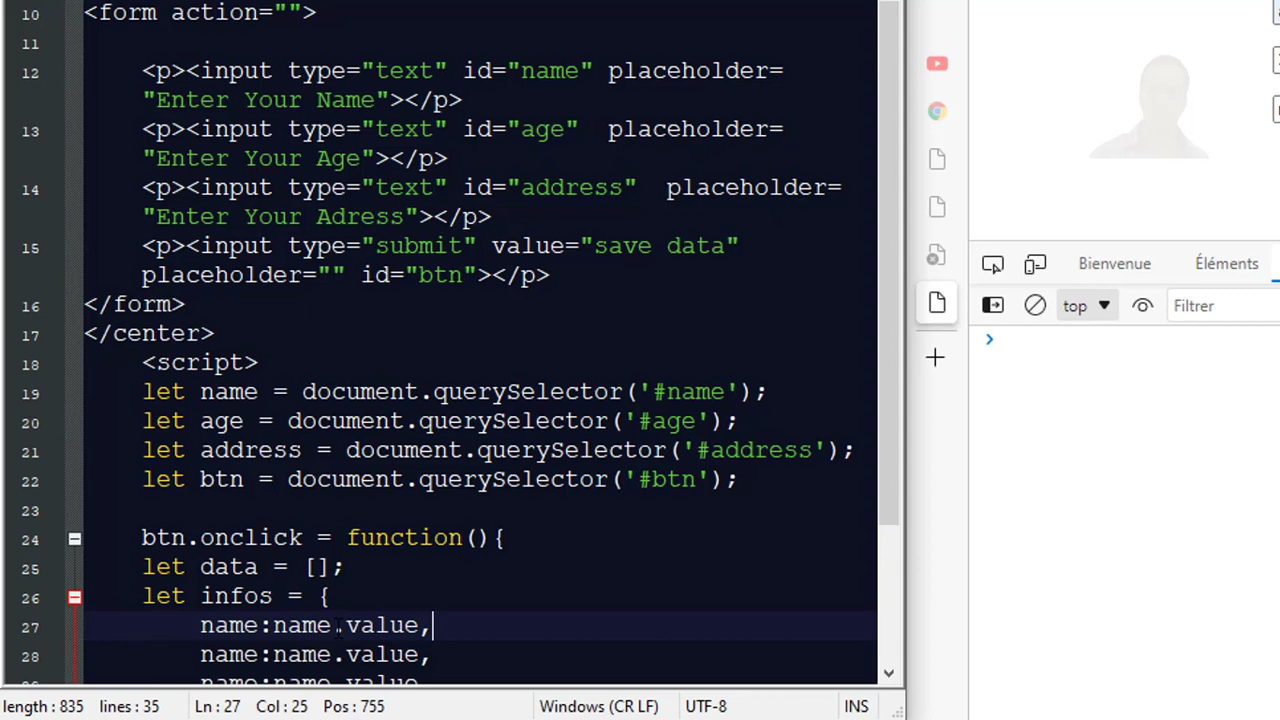 10 <form action="">
11
12 <p><input type="text" id="name" placeholder=
"Enter Your Name"></p>
13 <p><input type="text" id="age"  placeholder=
"Enter Your Age"></p>
14 <p><input type="text" id="address"  placeholder=
"Enter Your Adress"></p>
15 <p><input type="submit" value="save data"
placeholder="" id="btn"></p>
16 </form>
17 </center>
18 <script>
19 let name = document.querySelector('#name');
20 let age = document.querySelector('#age');
21 let address = document.querySelector('#address');
22 let btn = document.querySelector('#btn');
23
24 btn.onclick = function(){
25 let data = [];
26 let infos = {
27 name:name.value,
28 name:name.value,
name:name.value
length : 835 lines : 35 Ln : 27 Col : 25 Pos : 755 Windows (CR LF) UTF-8 INS
Bienvenue Éléments
top Filtrer